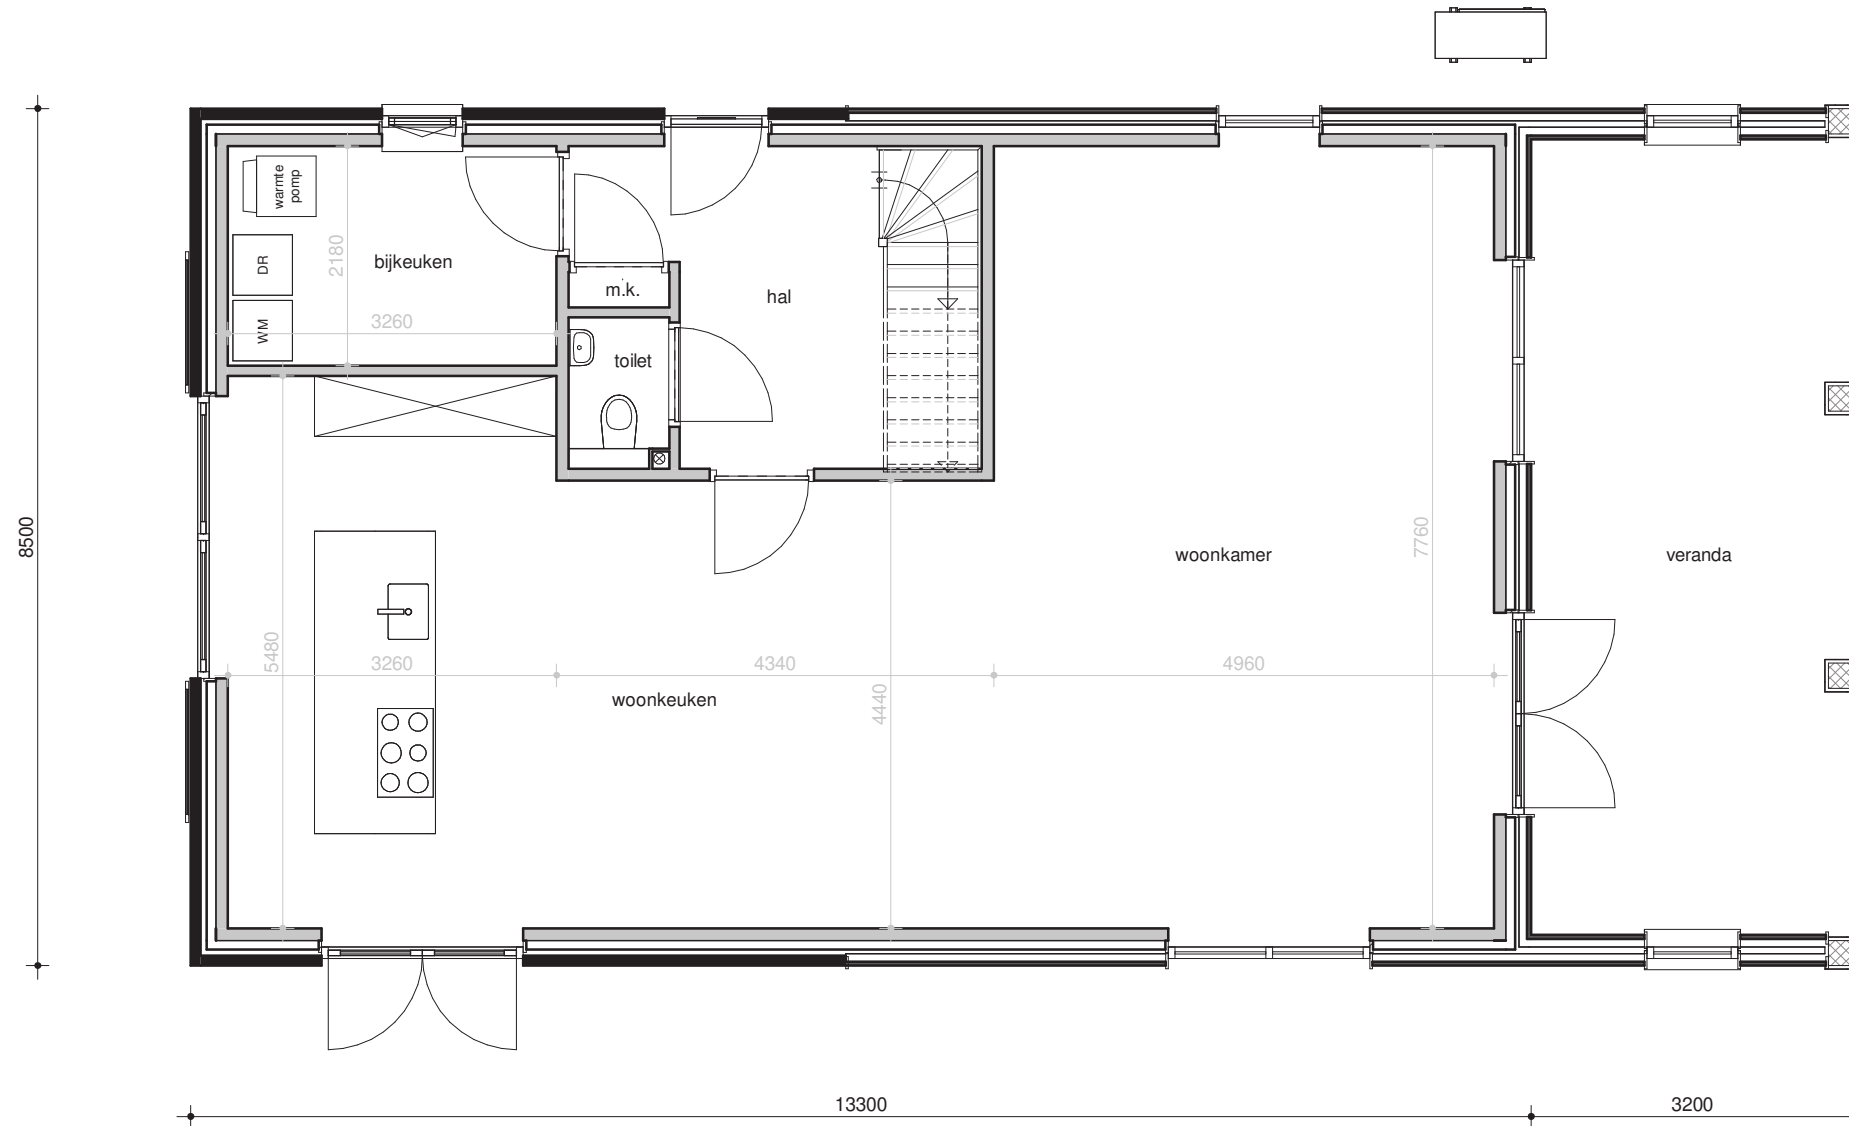 warmte
pomp
DR
WM
2180
bijkeuken
3260
m.k.
hal
toilet
8500
5480
3260
woonkeuken
4340
4440
4960
woonkamer
7760
veranda
13300
3200